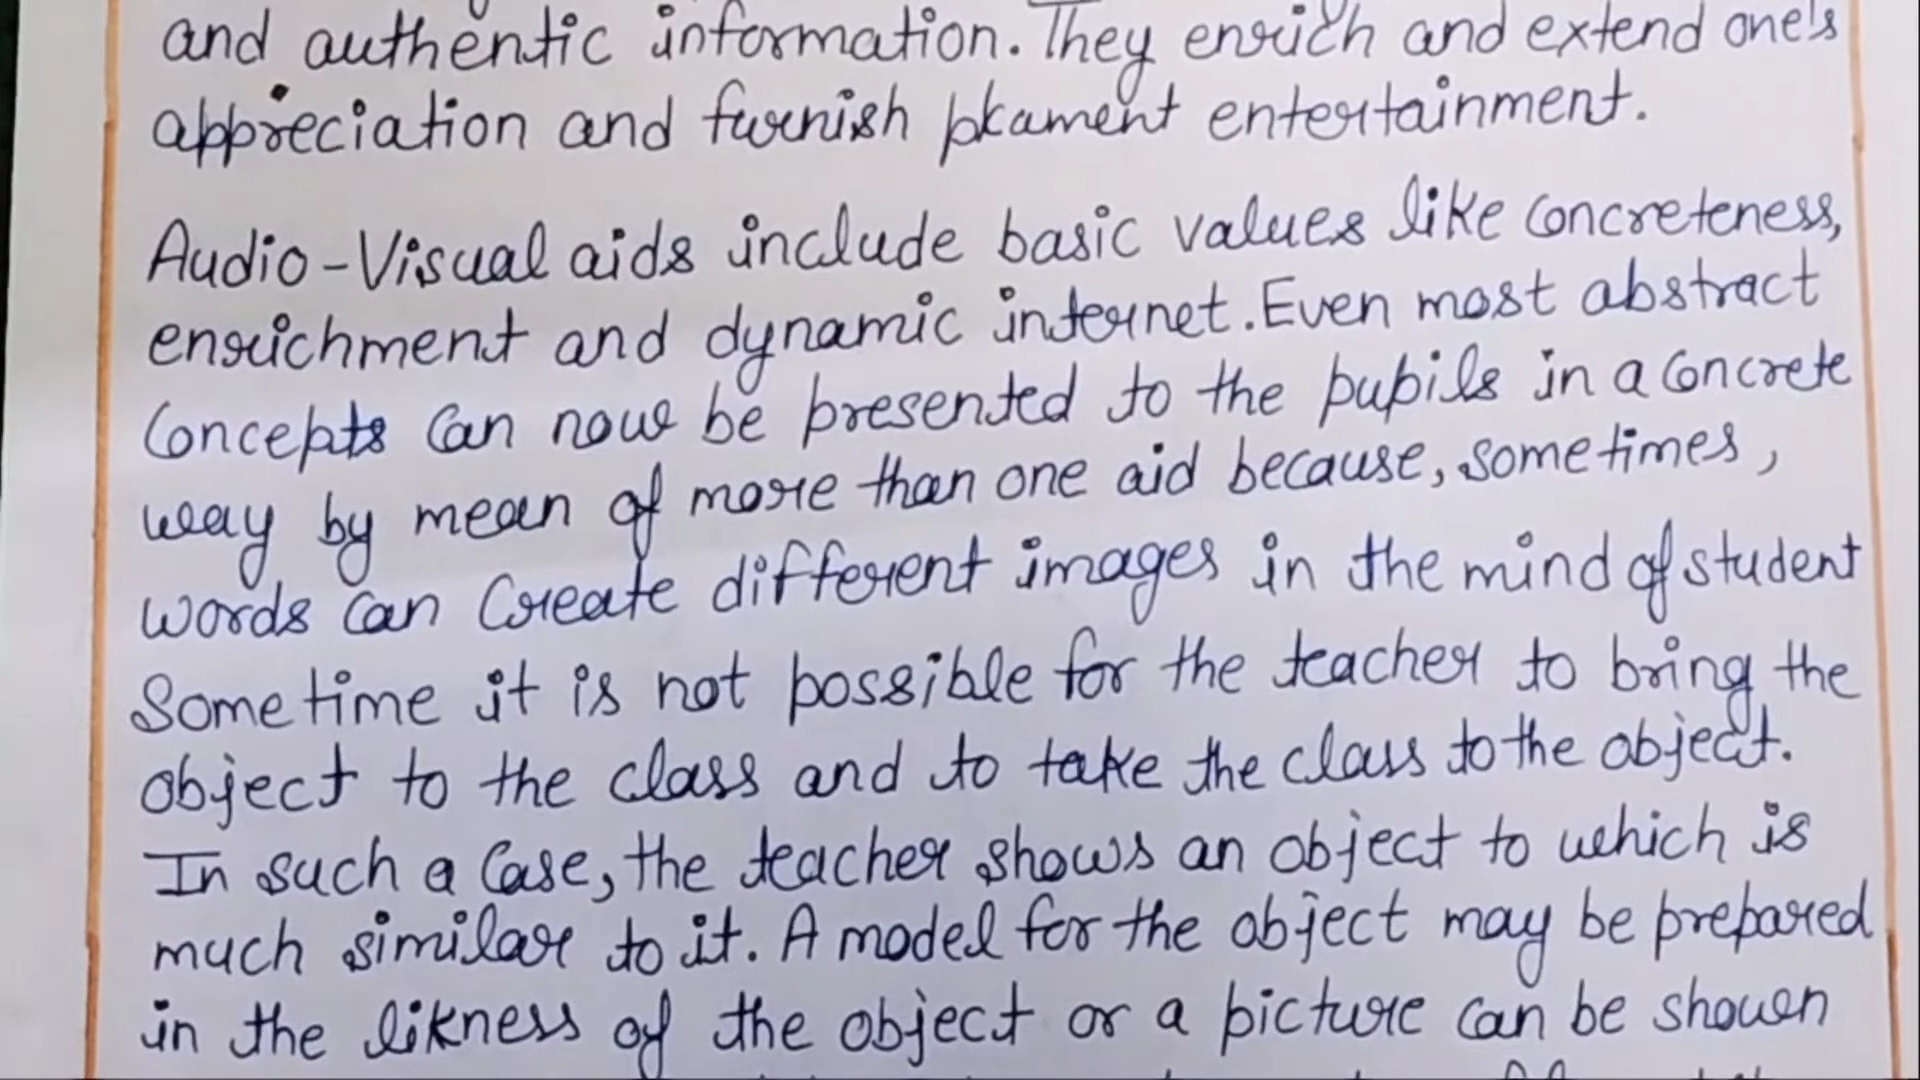 and authentic information. They enrich and extend one's
appreciation and furnish pkament entertainment.
Audio-Visual aids include basic values like concreteness,
enrichment and dynamic internet. Even most abstract
Concepts can now be presented to the pupils in a concrete
way by mean of more than one aid because, sometimes,
words can create different images in the mind of student
Sometime it is not possible for the teacher to bring the
object to the class and to take the class to the object.
In such a case, the teacher shows an object to which is
much similar to it. A model for the object may be prepared
in the likness of the object or a picture can be shown